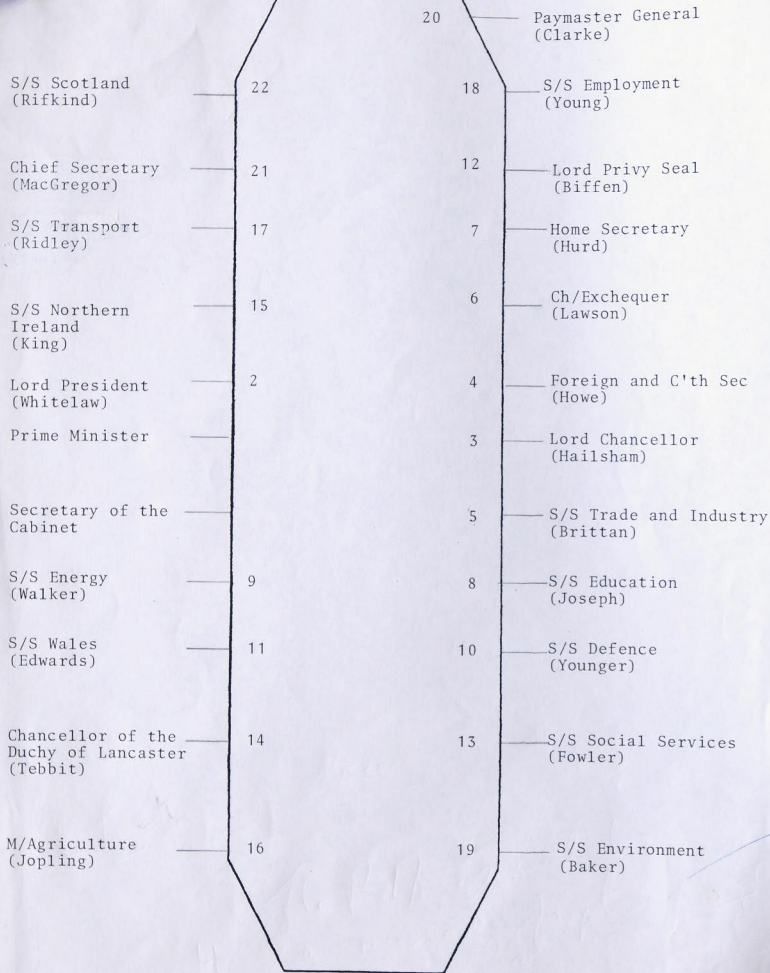 20 Paymaster General
(Clarke)
S/S Scotland
(Rifkind)
22
18 S/S Employment
(Young)
Chief Secretary
(MacGregor)
21
12 Lord Privy Seal
(Biffen)
S/S Transport
(Ridley)
17
7 Home Secretary
(Hurd)
S/S Northern
Ireland
(King)
15
6 Ch/Exchequer
(Lawson)
Lord President
(Whitelaw)
2
4 Foreign and C'th Sec
(Howe)
Prime Minister
3 Lord Chancellor
(Hailsham)
Secretary of the
Cabinet
5 S/S Trade and Industry
(Brittan)
S/S Energy
(Walker)
9
8 S/S Education
(Joseph)
S/S Wales
(Edwards)
11
10 S/S Defence
(Younger)
Chancellor of the
Duchy of Lancaster
(Tebbit)
14
13 S/S Social Services
(Fowler)
M/Agriculture
(Jopling)
16
19 S/S Environment
(Baker)